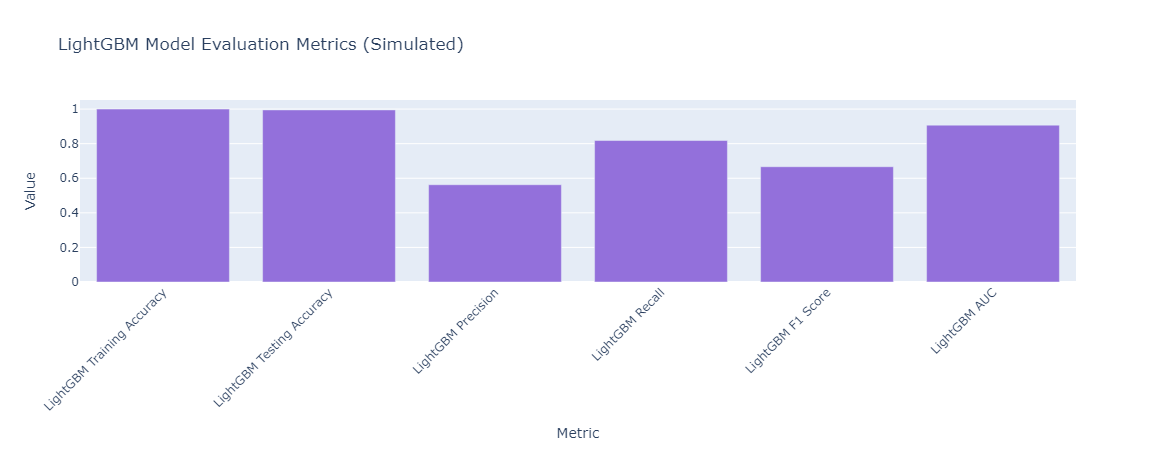 LightGBM Model Evaluation Metrics (Simulated)
Value
1
0.8
0.6
0.4
0.2
0
LightGBM Training Accuracy
LightGBM Testing Accuracy
LightGBM Precision
LightGBM Recall
LightGBM F1 Score
LightGBM AUC
Metric